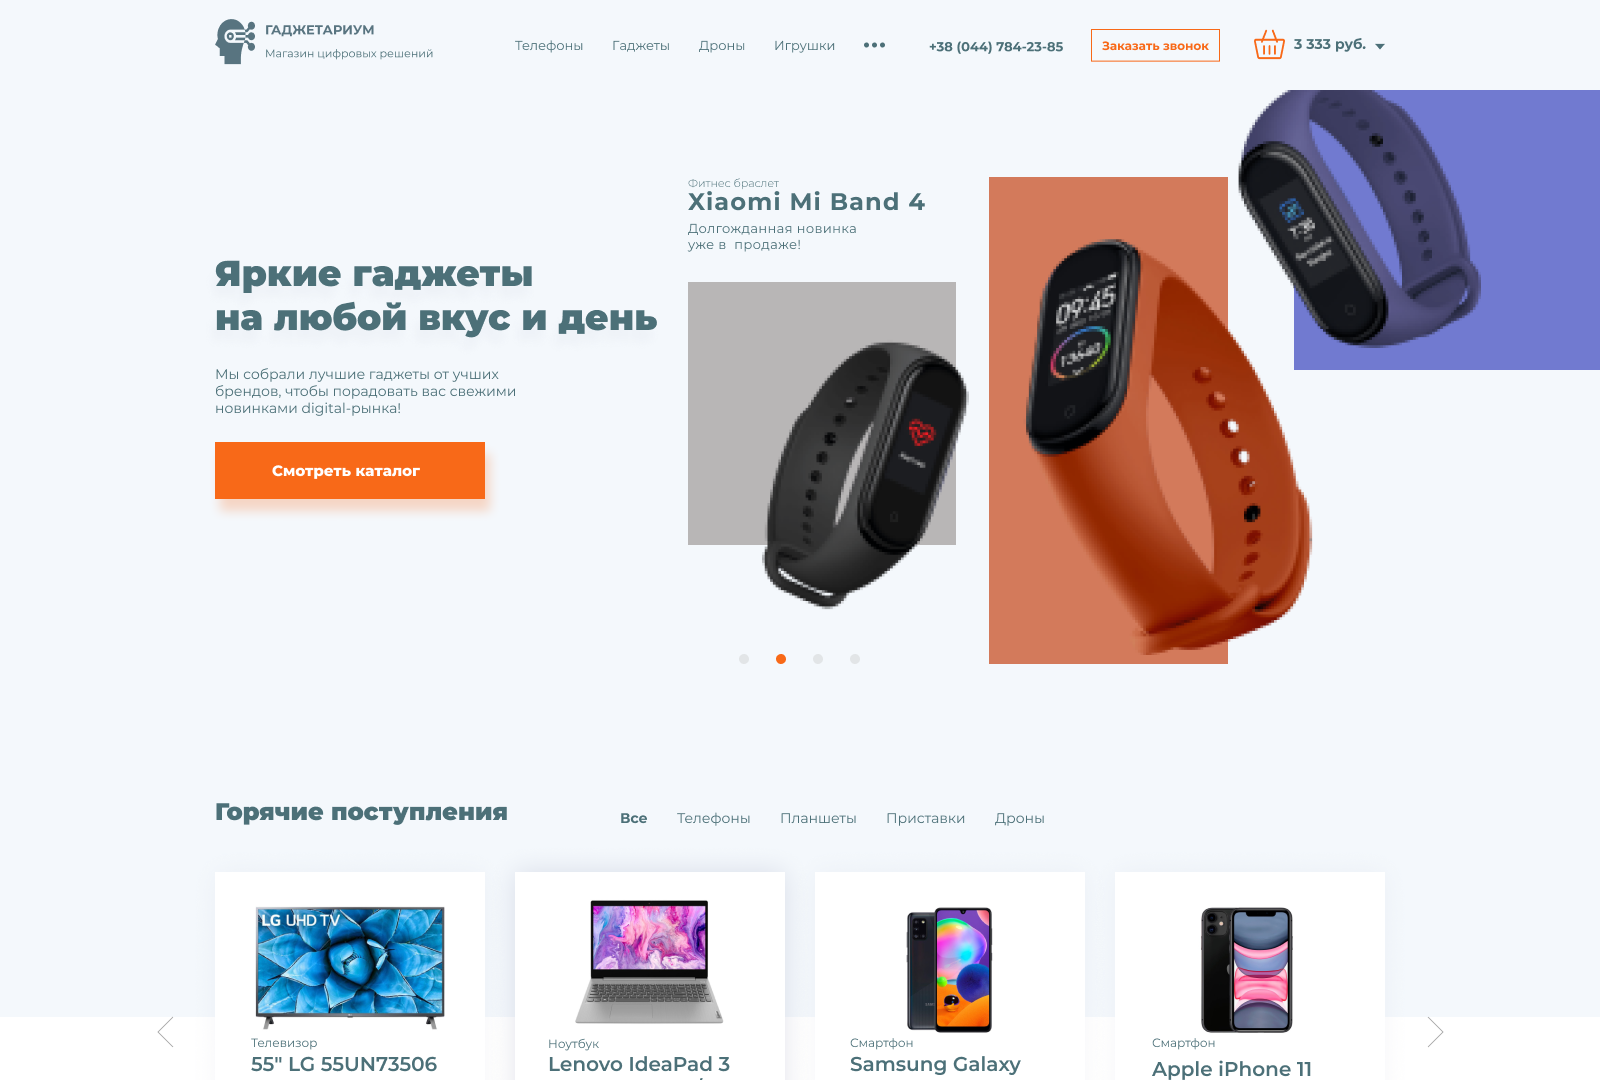 ГАДЖЕТАРИУМ
Магазин цифровых решений
Телефоны Гаджеты Дроны Игрушки •••
+38 (044) 784-23-85
Заказать звонок
3 333 руб.
Фитнес браслет
Xiaomi Mi Band 4
Долгожданная новинка
уже в продаже!
Яркие гаджеты
на любой вкус и день
Мы собрали лучшие гаджеты от учших
брендов, чтобы порадовать вас свежими
новинками digital-рынка!
Смотреть каталог
09:45
Горячие поступления
Все Телефоны Планшеты Приставки Дроны
LG UHD TV
Телевизор
55" LG 55UN73506
Ноутбук
Lenovo IdeaPad 3
Смартфон
Samsung Galaxy
Смартфон
Apple iPhone 11